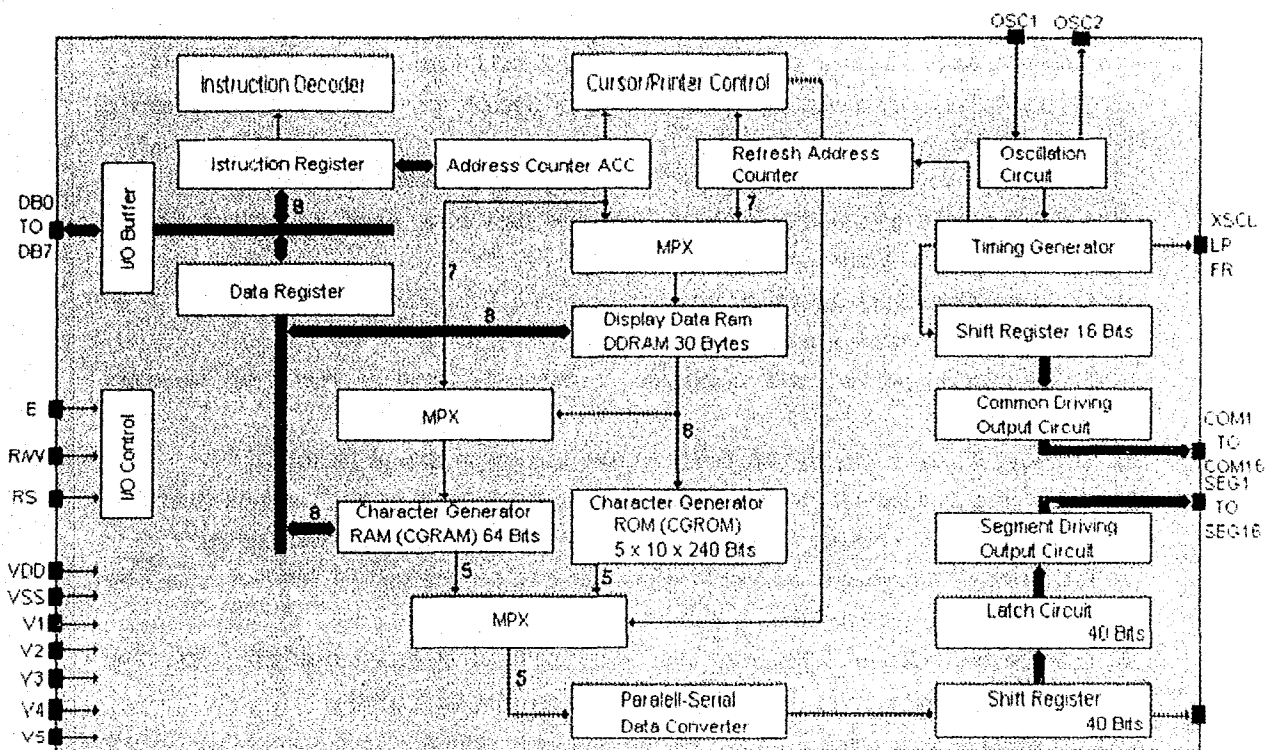 OSC1 OSC2
Instruction Decoder
Cursor/Printer Control
Istruction Register
Address Counter ACC
Refresh Address
Counter
Oscillation
Circuit
DB0
TO
DB7
I/O Buffer
8
7
MPX
Timing Generator
XSCL
LP
FR
Data Register
7
8
Display Data Ram
DDRAM 30 Bytes
Shift Register 16 Bits
E
R/W
RS
I/O Control
MPX
8
Common Driving
Output Circuit
COM1
TO
COM16
SEG1
TO
SEG16
8
Character Generator
RAM (CGRAM) 64 Bits
Character Generator
ROM (CGROM)
5 x 10 x 240 Bits
Segment Driving
Output Circuit
VDD
VSS
V1
V2
V3
V4
V5
5
5
MPX
Latch Circuit
40 Bits
5
Paralell-Serial
Data Converter
Shift Register
40 Bits